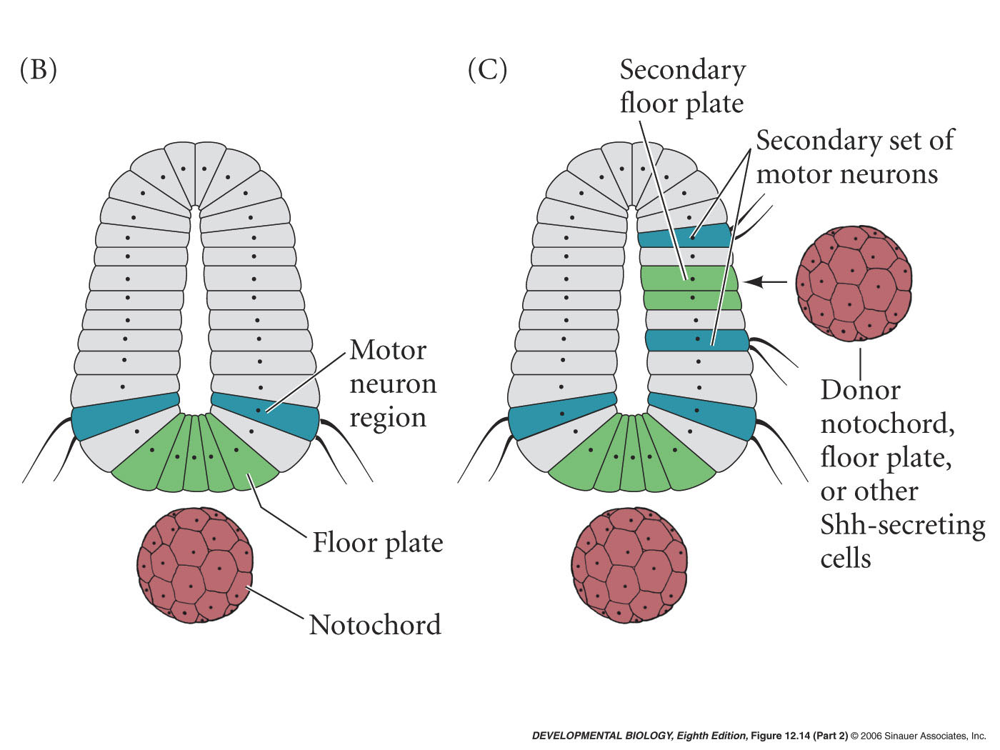 (B)
Motor
neuron
region
Floor plate
Notochord
(C)
Secondary
floor plate
Secondary set of
motor neurons
Donor
notochord,
floor plate,
or other
Shh-secreting
cells
DEVELOPMENTAL BIOLOGY, Eighth Edition, Figure 12.14 (Part 2) © 2006 Sinauer Associates, Inc.